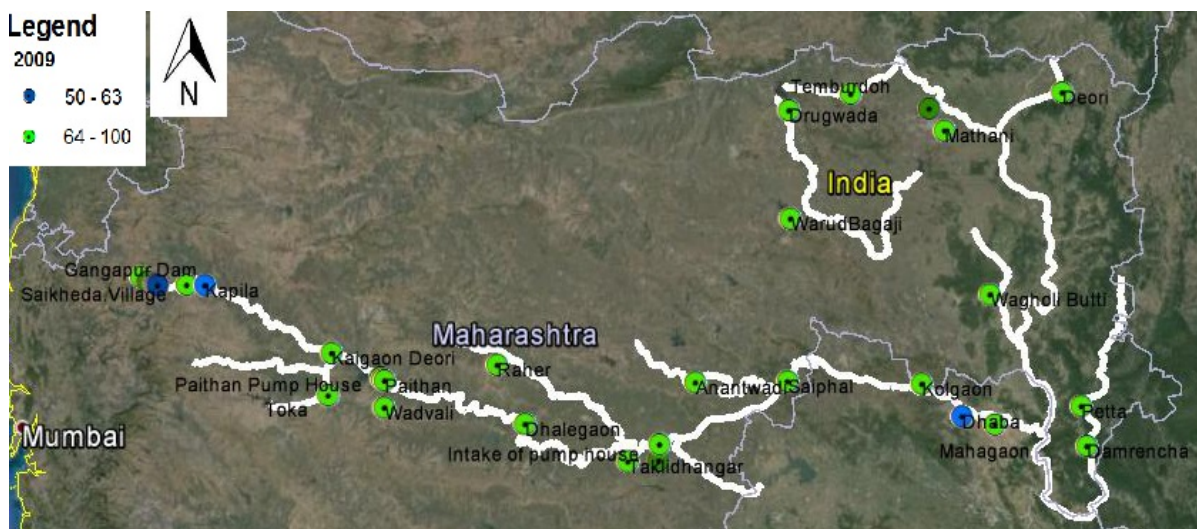 Legend
2009
50 - 63
64 - 100
N
Temburdoh
Deori
Drugwada
Mathani
India
WarudBagaji
Gangapur Dam
Saikheda Village
Kapila
Wagholi Butti
Maharashtra
Kaigaon Deori
Raher
Paithan Pump House
Paithan
Anantwadi
Saiphal
Kolgaon
Toka
Wadvali
Petta
Dhalegaon
Dhaba
Mumbai
Intake of pump house
Mahagaon
Damrencha
Taklidhangar